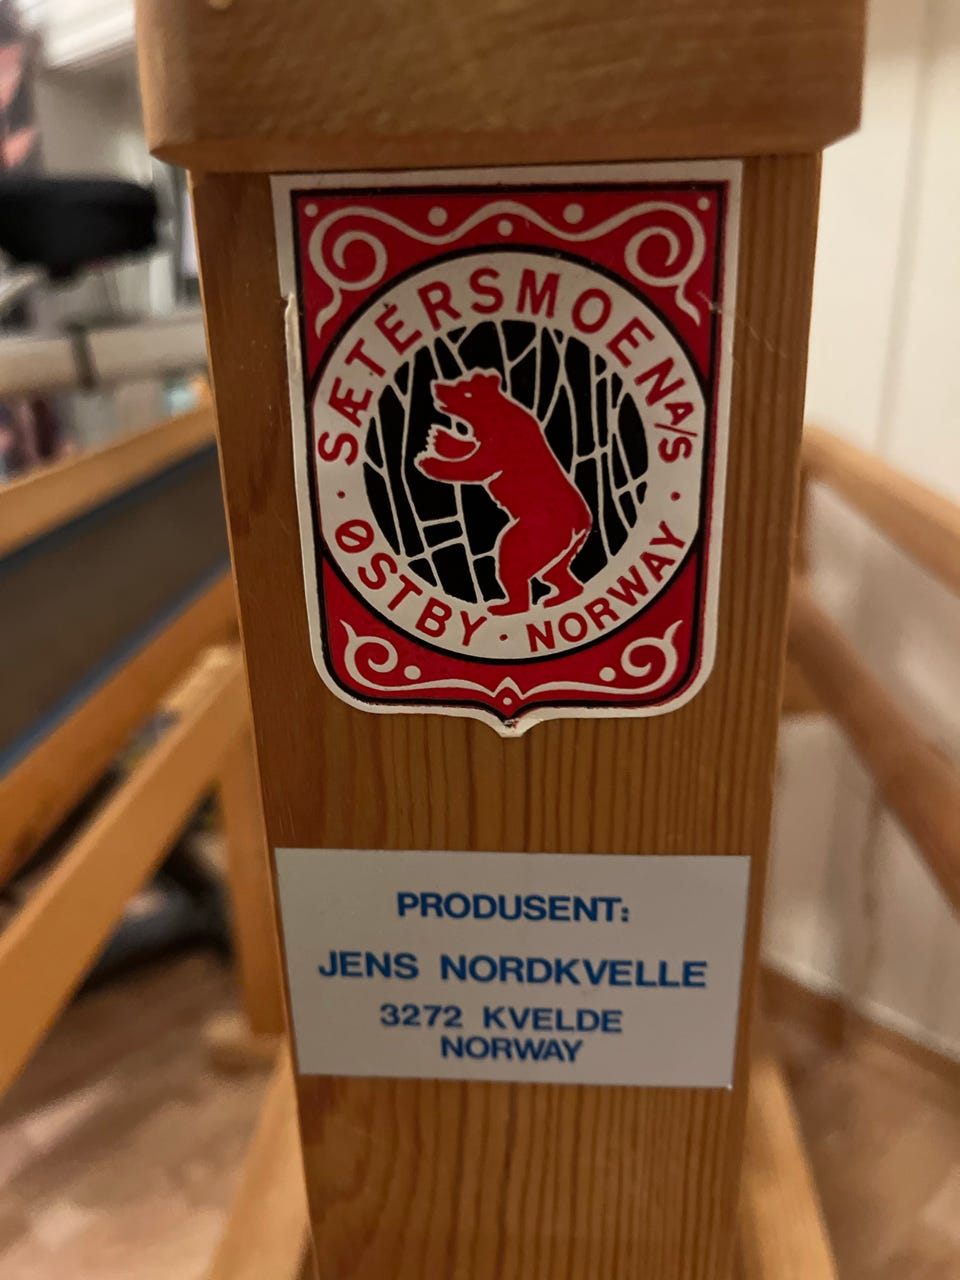 SÆTERSMOEN A/S
· ØSTBY · NORWAY ·
PRODUSENT:
JENS NORDKVELLE
3272 KVELDE
NORWAY